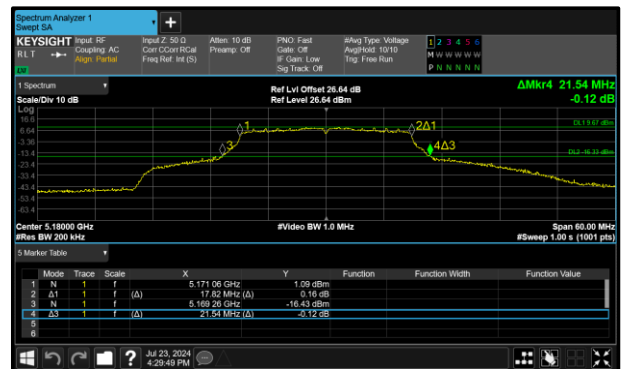 Spectrum Analyzer 1
Swept SA
+
KEYSIGHT Input: RF Input Z: 50 Ω Atten: 10 dB PNO: Fast #Avg Type: Voltage 1 2 3 4 5 6
RLT Coupling: AC Corr CCorr RCal Preamp: Off Gate: Off Avg|Hold: 10/10 M W W W W W
Align: Partial Freq Ref: Int (S) IF Gain: Low Trig: Free Run
Sig Track: Off P N N N N N
1 Spectrum Ref Lvl Offset 26.64 dB ΔMkr4 21.54 MHz
Scale/Div 10 dB Ref Level 26.64 dBm -0.12 dB
Log
16.6
6.64
-3.36
-13.4
-23.4
-33.4
-43.4
-53.4
-63.4
1 2Δ1 DL1 9.67 dBm
3 4Δ3 DL2 -16.33 dBm
Center 5.18000 GHz #Video BW 1.0 MHz Span 60.00 MHz
#Res BW 200 kHz #Sweep 1.00 s (1001 pts)
5 Marker Table
Mode Trace Scale X Y Function Function Width Function Value
1 N 1 f 5.171 06 GHz 1.09 dBm
2 Δ1 1 f (Δ) 17.82 MHz (Δ) 0.16 dB
3 N 1 f 5.169 26 GHz -16.43 dBm
4 Δ3 1 f (Δ) 21.54 MHz (Δ) -0.12 dB
5
6
? Jul 23, 2024
4:29:49 PM